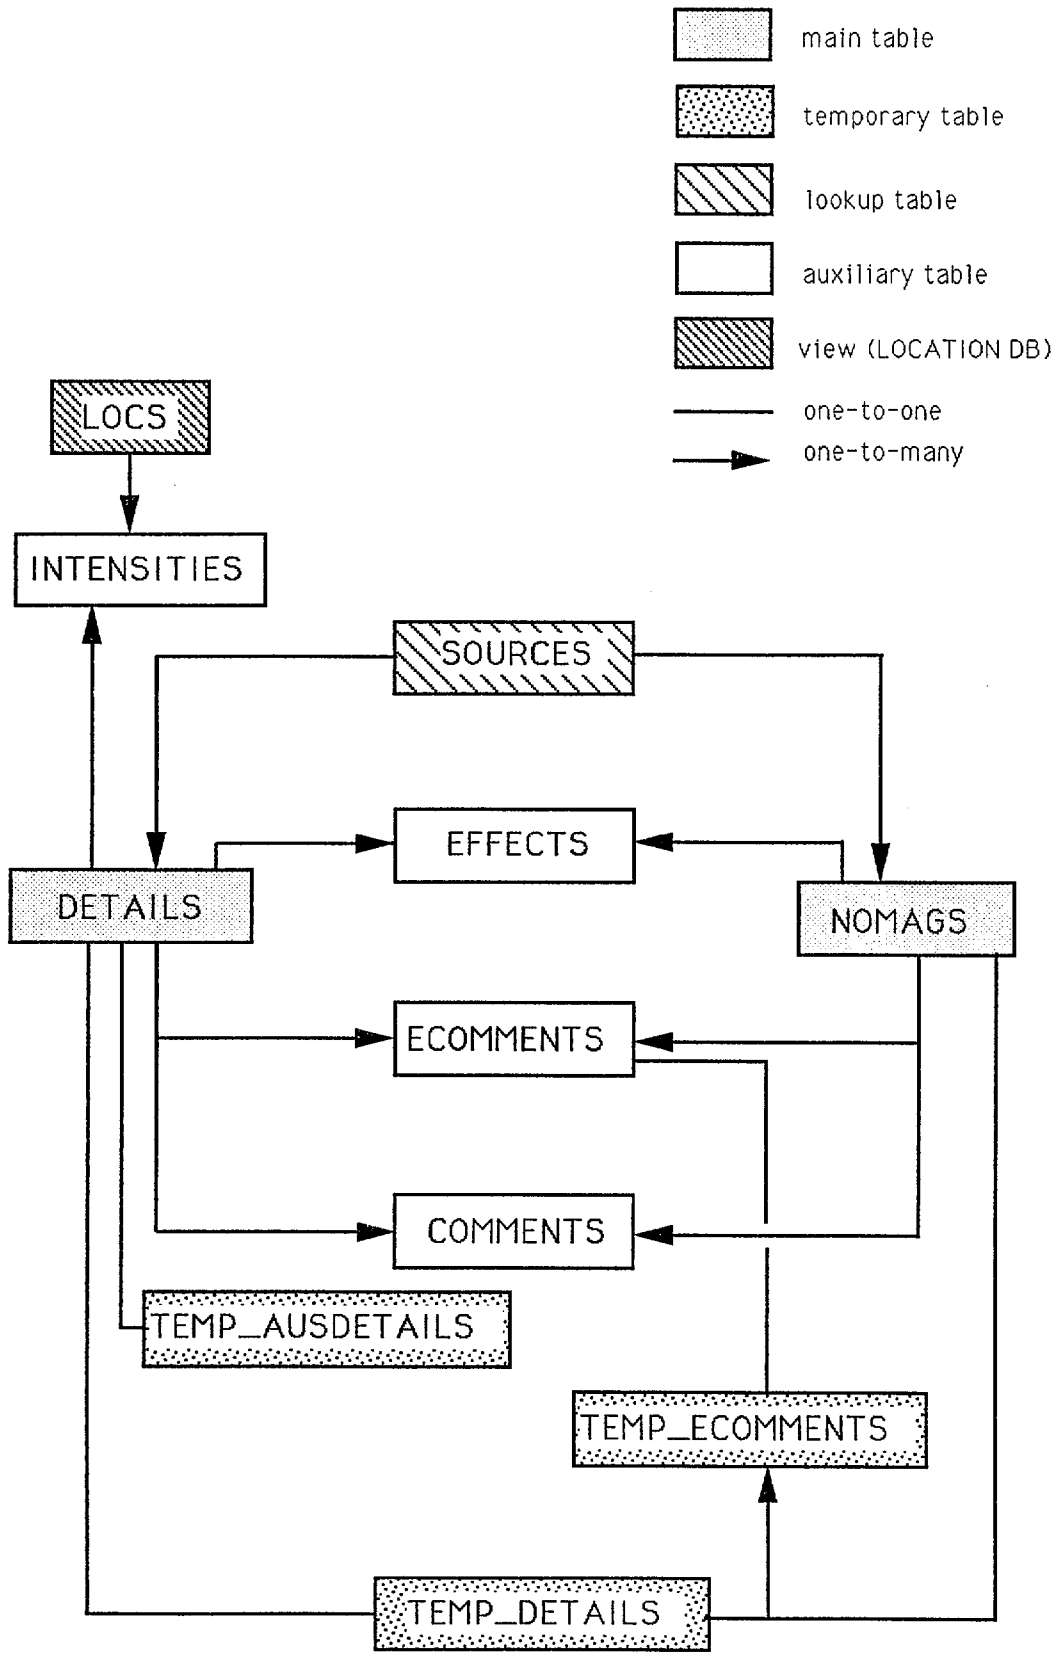 main table
temporary table
lookup table
auxiliary table
view (LOCATION DB)
one-to-one
one-to-many
LOCS
INTENSITIES
SOURCES
EFFECTS
DETAILS
NOMAGS
ECOMMENTS
COMMENTS
TEMP_AUSDETAILS
TEMP_ECOMMENTS
TEMP_DETAILS